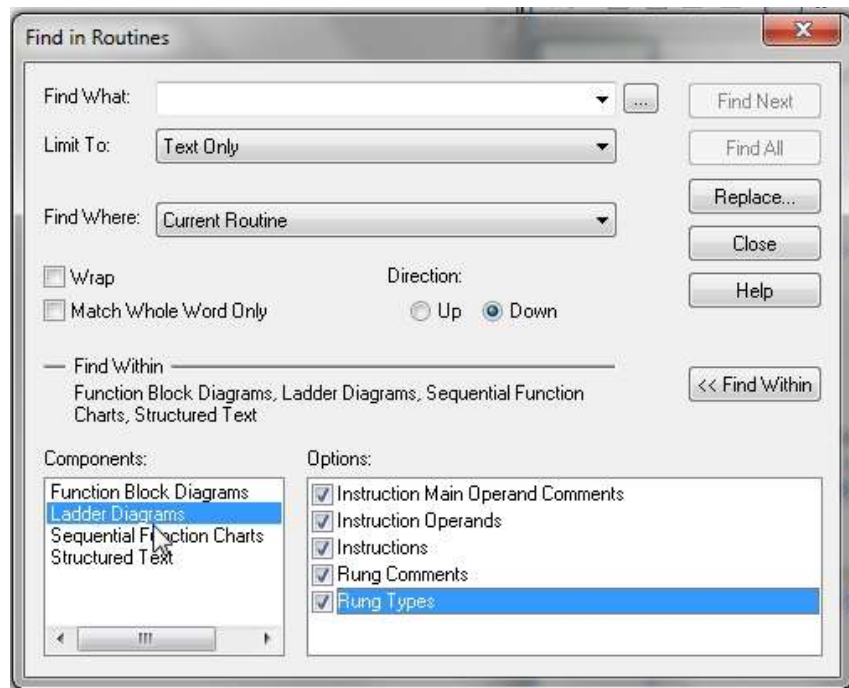 Find in Routines
Find What:
...
Find Next
Limit To:
Text Only
Find All
Replace...
Find Where:
Current Routine
Close
Wrap
Direction:
Help
Match Whole Word Only
Up
Down
Find Within
Function Block Diagrams, Ladder Diagrams, Sequential Function
Charts, Structured Text
<< Find Within
Components:
Function Block Diagrams
Ladder Diagrams
Sequential Function Charts
Structured Text
Options:
Instruction Main Operand Comments
Instruction Operands
Instructions
Rung Comments
Rung Types